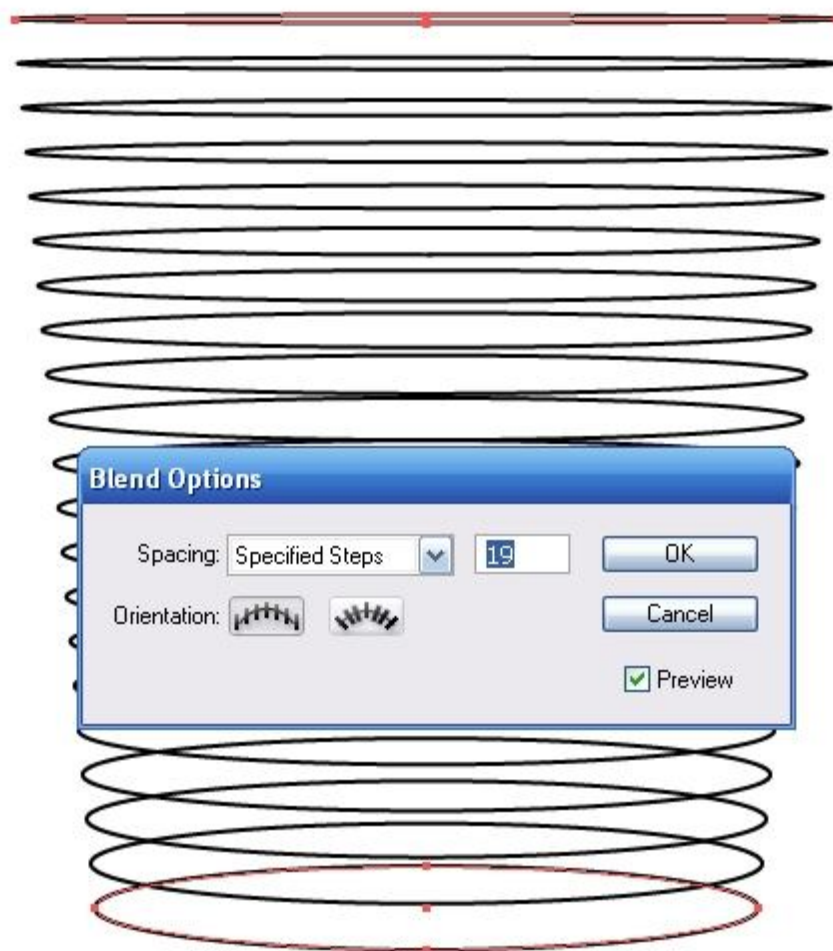 Blend Options
Spacing: Specified Steps 19 OK
Orientation: Cancel
Preview